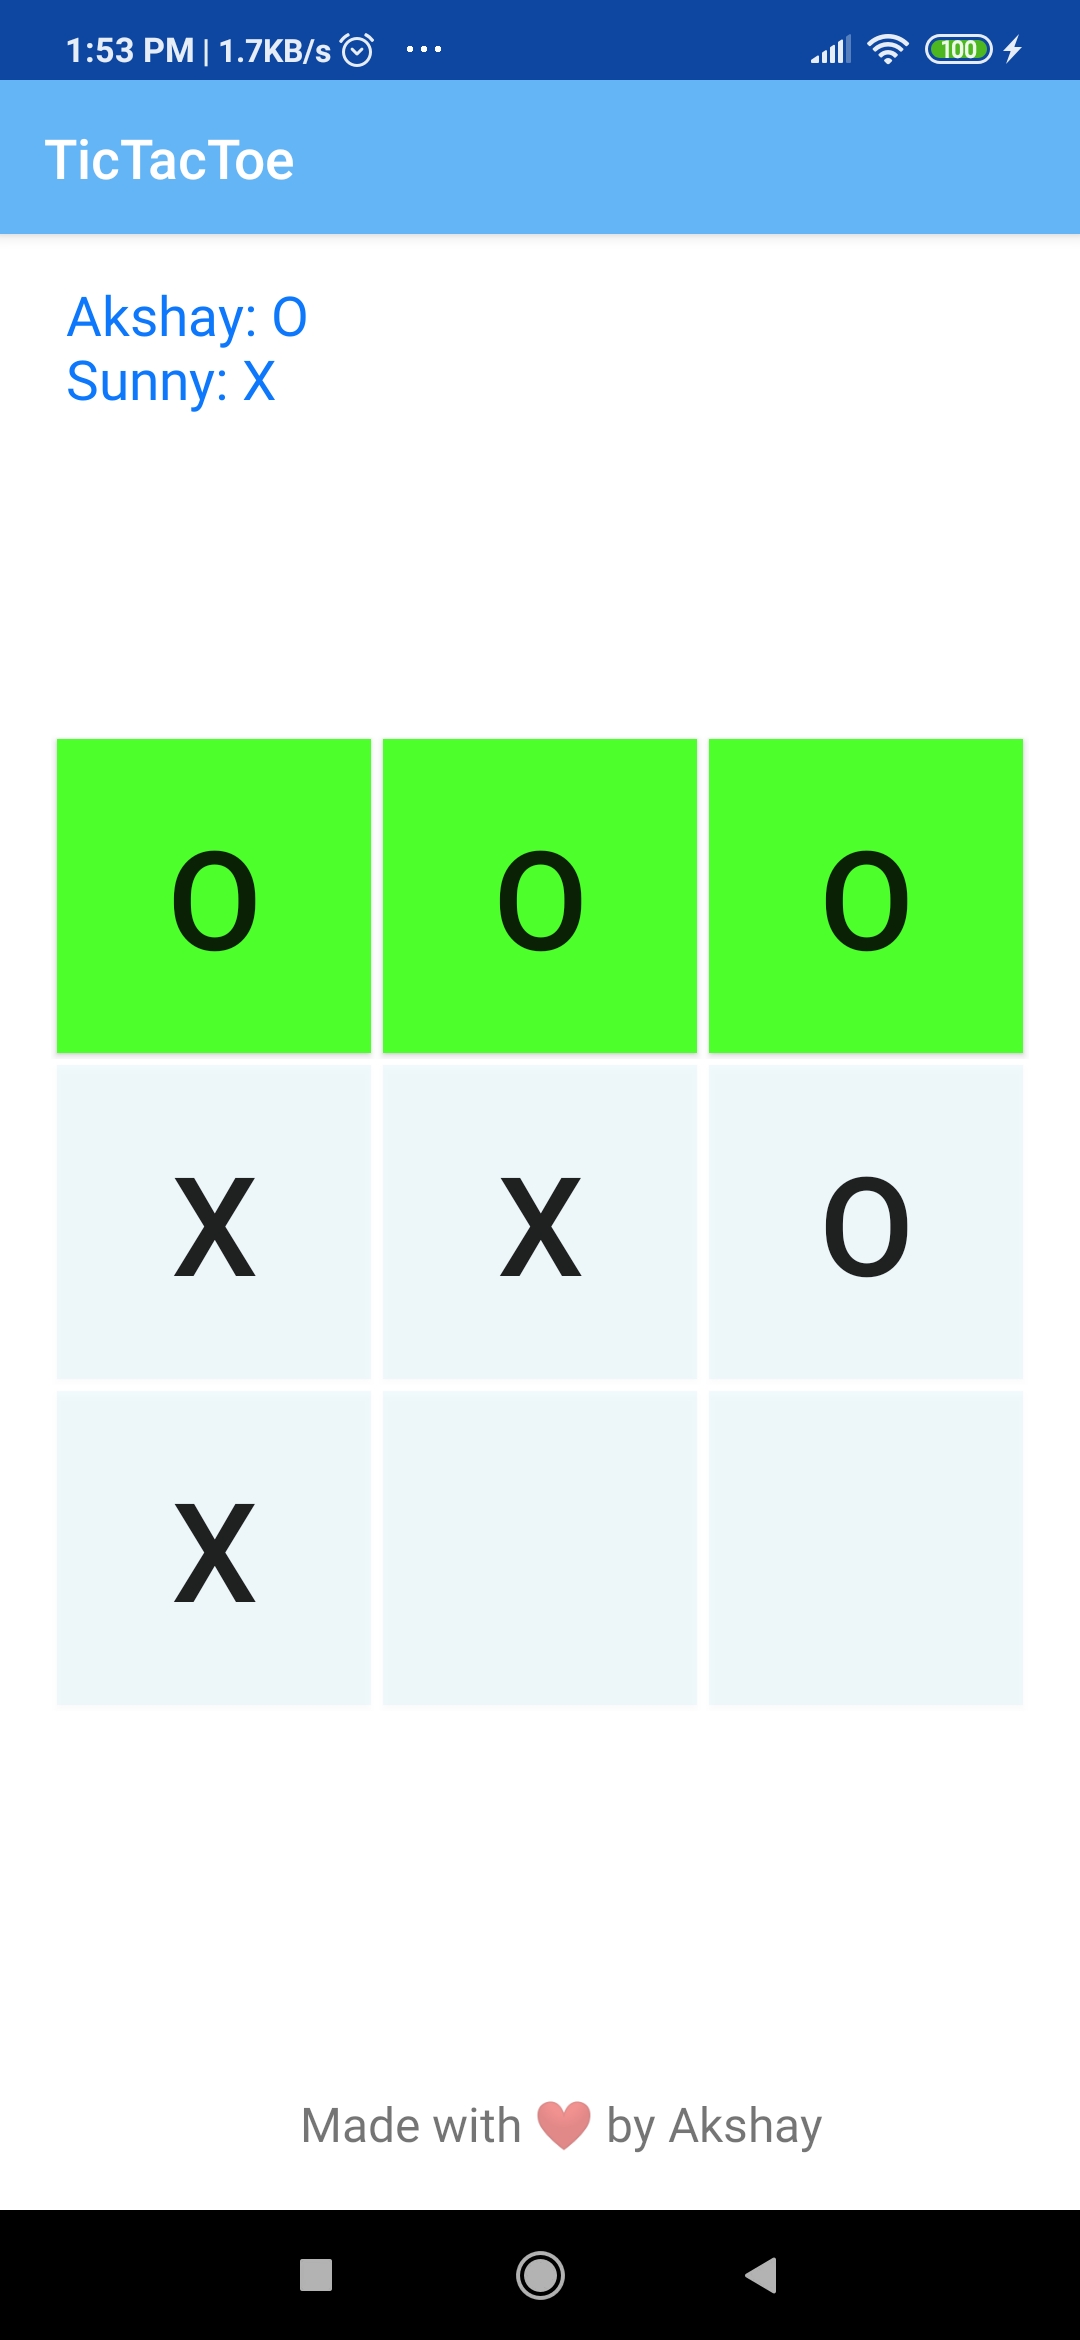 1:53 PM | 1.7KB/s ...
100
TicTacToe
Akshay: O
Sunny: X
O O O
X X O
X
Made with ❤️ by Akshay